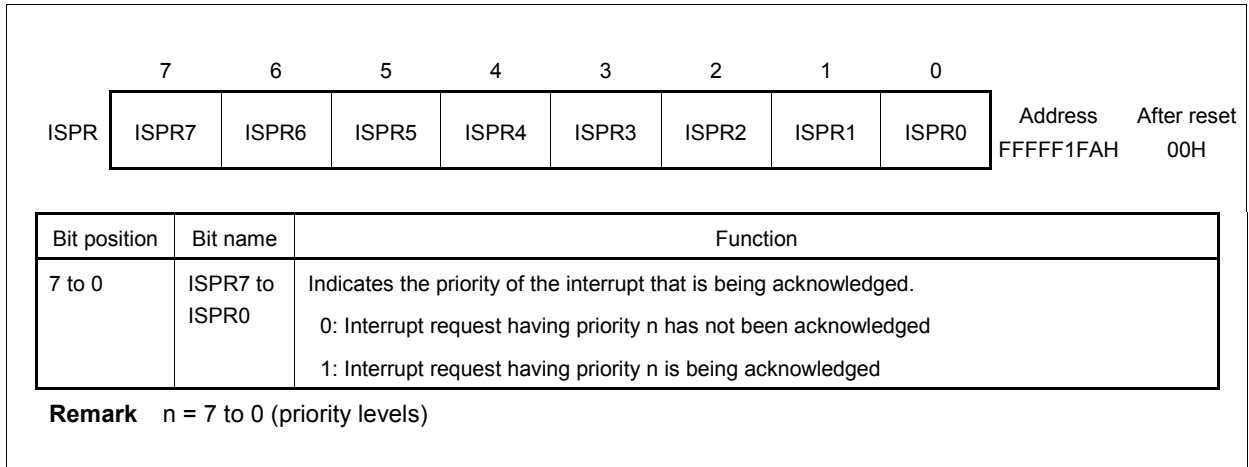 7 6 5 4 3 2 1 0
ISPR ISPR7 ISPR6 ISPR5 ISPR4 ISPR3 ISPR2 ISPR1 ISPR0 Address After reset
FFFFF1FAH 00H
Bit position Bit name Function
7 to 0 ISPR7 to Indicates the priority of the interrupt that is being acknowledged.
ISPR0 0: Interrupt request having priority n has not been acknowledged
1: Interrupt request having priority n is being acknowledged
Remark n = 7 to 0 (priority levels)